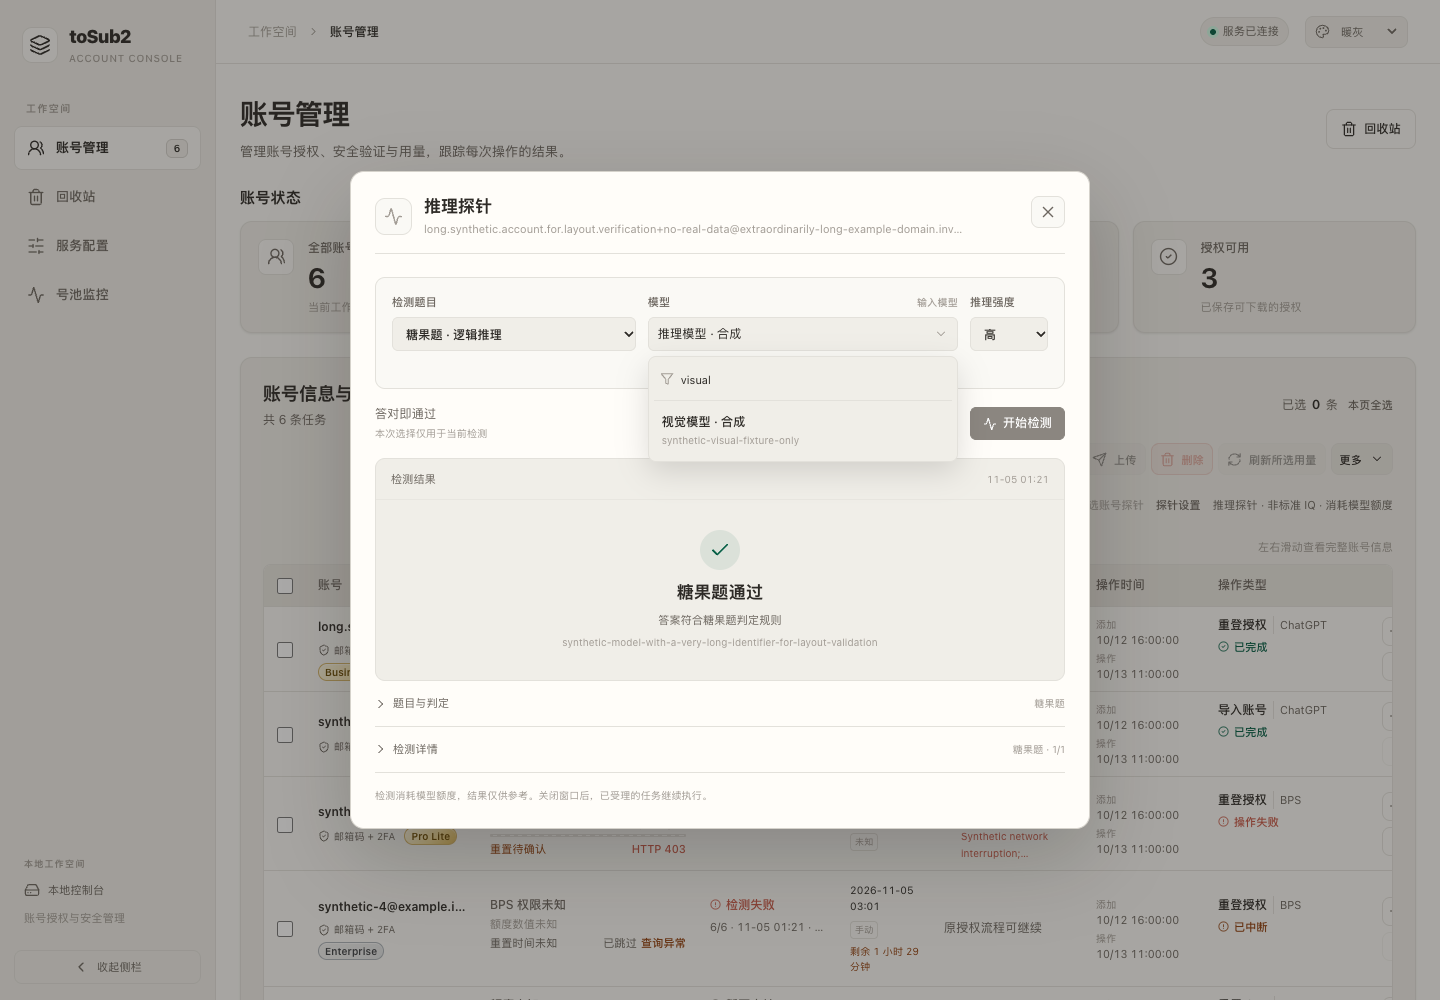 toSub2
ACCOUNT CONSOLE
工作空间
账号管理 6
回收站
服务配置
号池监控
本地工作空间
本地控制台
账号授权与安全管理
收起侧栏
工作空间 账号管理
服务已连接
暖灰
账号管理
管理账号授权、安全验证与用量，跟踪每次操作的结果。
回收站
账号状态
全部账号
6
当前工作
授权可用
3
已保存可下载的授权
推理探针
long.synthetic.account.for.layout.verification+no-real-data@extraordinarily-long-example-domain.inv...
检测题目
糖果题 · 逻辑推理
模型 输入模型
推理模型 · 合成
推理强度
高
visual
视觉模型 · 合成
synthetic-visual-fixture-only
答对即通过
本次选择仅用于当前检测
开始检测
检测结果 11-05 01:21
糖果题通过
答案符合糖果题判定规则
synthetic-model-with-a-very-long-identifier-for-layout-validation
题目与判定 糖果题
检测详情 糖果题 · 1/1
检测消耗模型额度，结果仅供参考。关闭窗口后，已受理的任务继续执行。
账号信息与
共 6 条任务
已选 0 条 本页全选
上传 删除 刷新所选用量 更多
选账号探针 探针设置 推理探针 · 非标准 IQ · 消耗模型额度
左右滑动查看完整账号信息
账号 操作时间 操作类型
long.s
邮箱
Busin
添加
10/12 16:00:00
操作
10/13 11:00:00
重登授权 ChatGPT
已完成
synth
邮箱
添加
10/12 16:00:00
操作
10/13 11:00:00
导入账号 ChatGPT
已完成
synth
邮箱码 + 2FA Pro Lite
重置待确认 HTTP 403
未知
Synthetic network
interruption;...
添加
10/12 16:00:00
操作
10/13 11:00:00
重登授权 BPS
操作失败
synthetic-4@example.i...
邮箱码 + 2FA
Enterprise
BPS 权限未知
额度数值未知
重置时间未知 已跳过 查询异常
检测失败
6/6 · 11-05 01:21 · ...
2026-11-05
03:01
手动
剩余 1 小时 29
分钟
原授权流程可继续
添加
10/12 16:00:00
操作
10/13 11:00:00
重登授权 BPS
已中断